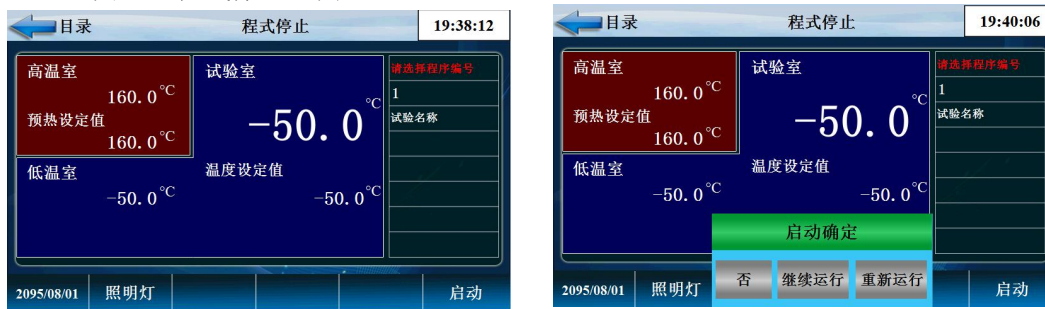 目录 程式停止 19:38:12
高温室
160.0℃
预热设定值
160.0℃
低温室
-50.0℃
试验室
-50.0℃
温度设定值
-50.0℃
请选择程序编号
1
试验名称
2095/08/01 照明灯 启动
目录 程式停止 19:40:06
高温室
160.0℃
预热设定值
160.0℃
低温室
-50.0℃
试验室
-50.0℃
温度设定值
-50.0℃
请选择程序编号
1
试验名称
启动确定
否 继续运行 重新运行
2095/08/01 照明灯 启动